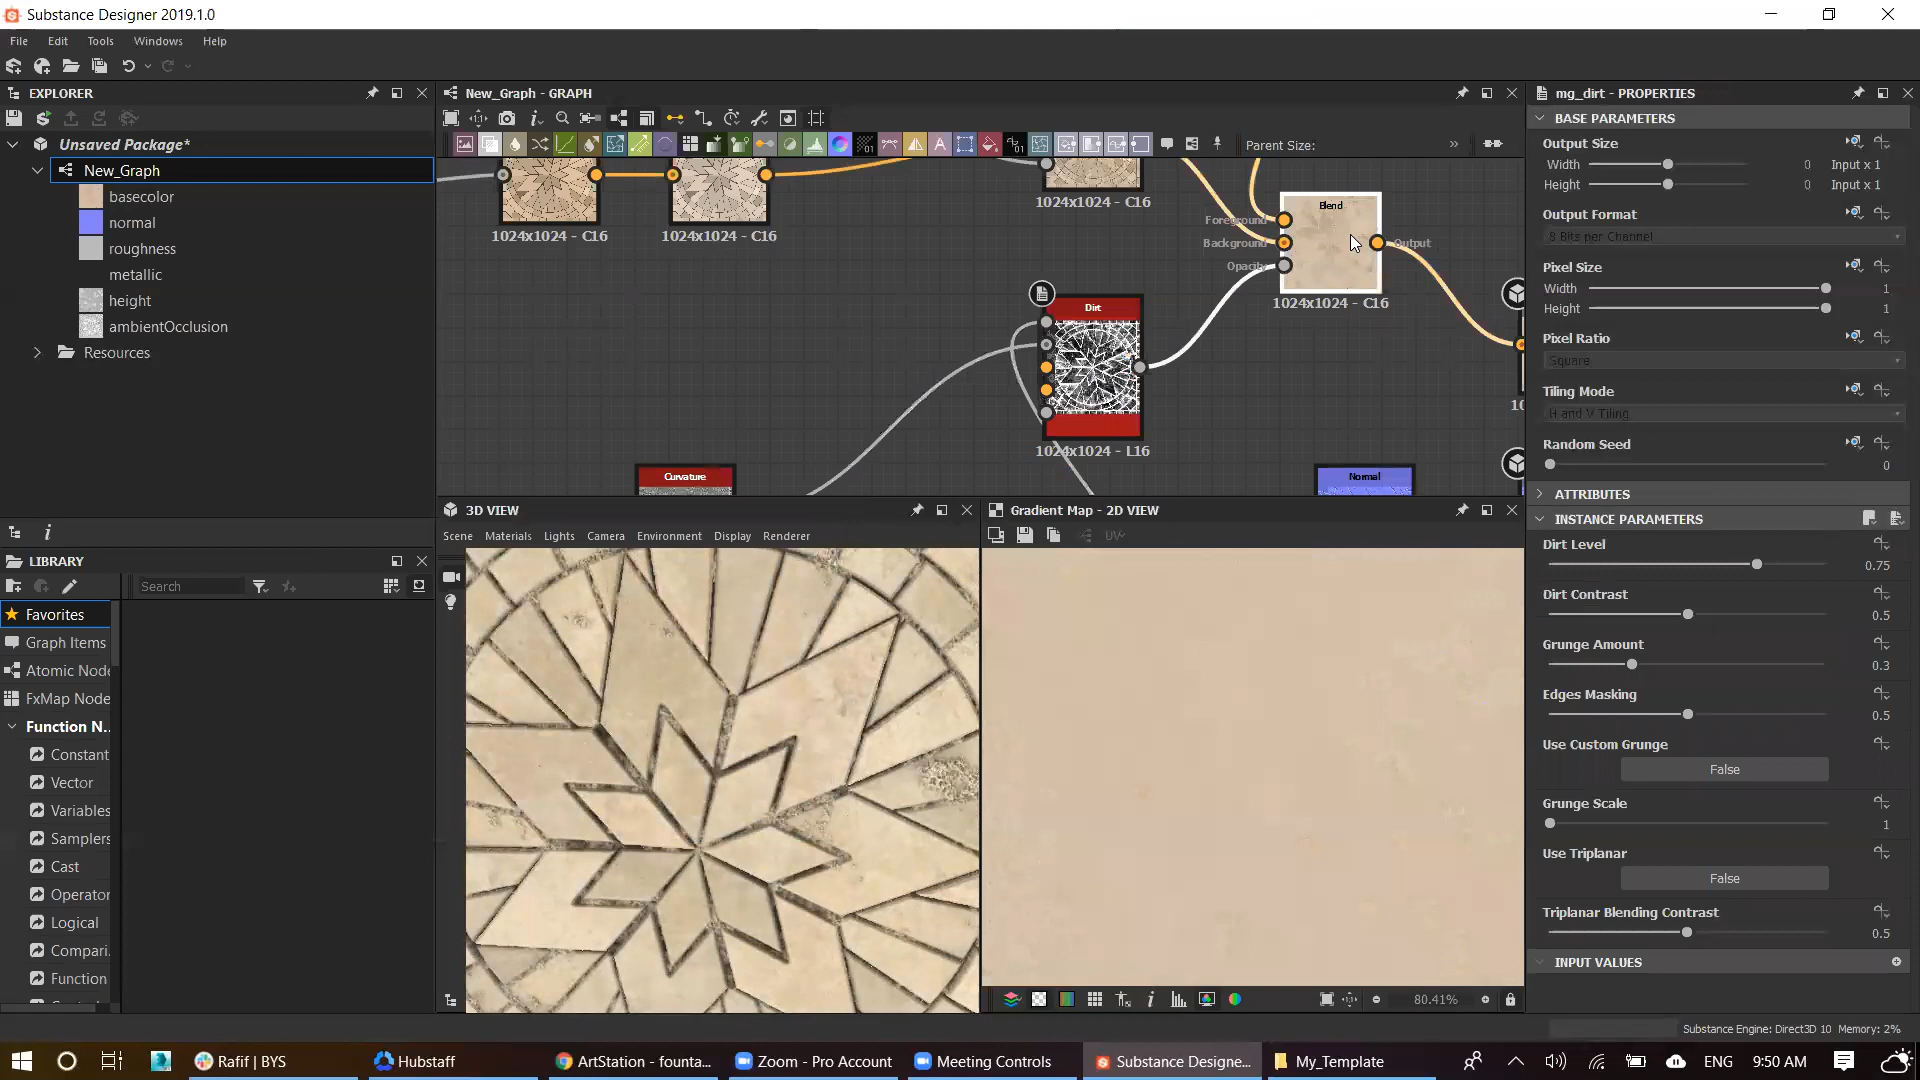 Substance Designer 2019.1.0
File Edit Tools Windows Help
EXPLORER
Unsaved Package*
New_Graph
basecolor
normal
roughness
metallic
height
ambientOcclusion
Resources
LIBRARY
Search
Favorites
Graph Items
Atomic Node
FxMap Node
Function N...
Constant
Vector
Variables
Samplers
Cast
Operator
Logical
Compari...
Function
New_Graph - GRAPH
Parent Size:
1024x1024 - C16
1024x1024 - C16
1024x1024 - C16
Blend
Foreground
Background
Opacity
Output
1024x1024 - C16
Dirt
1024x1024 - L16
Curvature
Normal
3D VIEW
Scene Materials Lights Camera Environment Display Renderer
Gradient Map - 2D VIEW
UV
80.41%
mg_dirt - PROPERTIES
BASE PARAMETERS
Output Size
Width 0 Input x 1
Height 0 Input x 1
Output Format
8 Bits per Channel
Pixel Size
Width 1
Height 1
Pixel Ratio
Square
Tiling Mode
H and V Tiling
Random Seed
0
ATTRIBUTES
INSTANCE PARAMETERS
Dirt Level
0.75
Dirt Contrast
0.5
Grunge Amount
0.3
Edges Masking
0.5
Use Custom Grunge
False
Grunge Scale
1
Use Triplanar
False
Triplanar Blending Contrast
0.5
INPUT VALUES
Substance Engine: Direct3D 10 Memory: 2%
Rafif | BYS
Hubstaff
ArtStation - founta...
Zoom - Pro Account
Meeting Controls
Substance Designe...
My_Template
ENG
9:50 AM